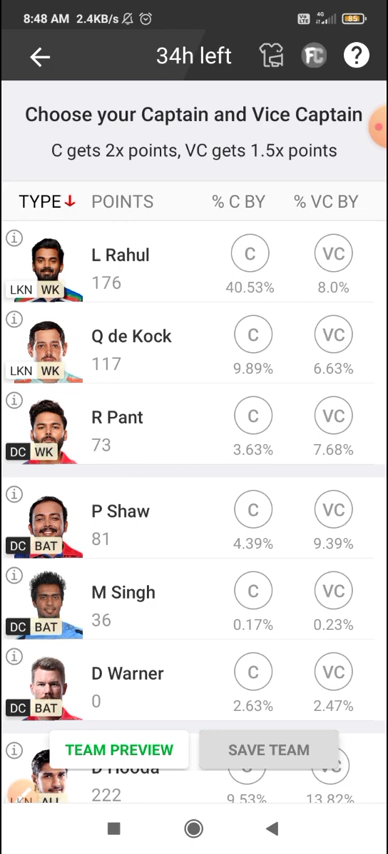 8:48 AM 2.4KB/s 4G 85
34h left FC ?
Choose your Captain and Vice Captain
C gets 2x points, VC gets 1.5x points
TYPE POINTS % C BY % VC BY
L Rahul C VC
LKN WK 176 40.53% 8.0%
Q de Kock C VC
LKN WK 117 9.89% 6.63%
R Pant C VC
DC WK 73 3.63% 7.68%
P Shaw C VC
DC BAT 81 4.39% 9.39%
M Singh C VC
DC BAT 36 0.17% 0.23%
D Warner C VC
DC BAT 0 2.63% 2.47%
TEAM PREVIEW SAVE TEAM
D Hooda
LKN ALL 222 9.53% 13.82%